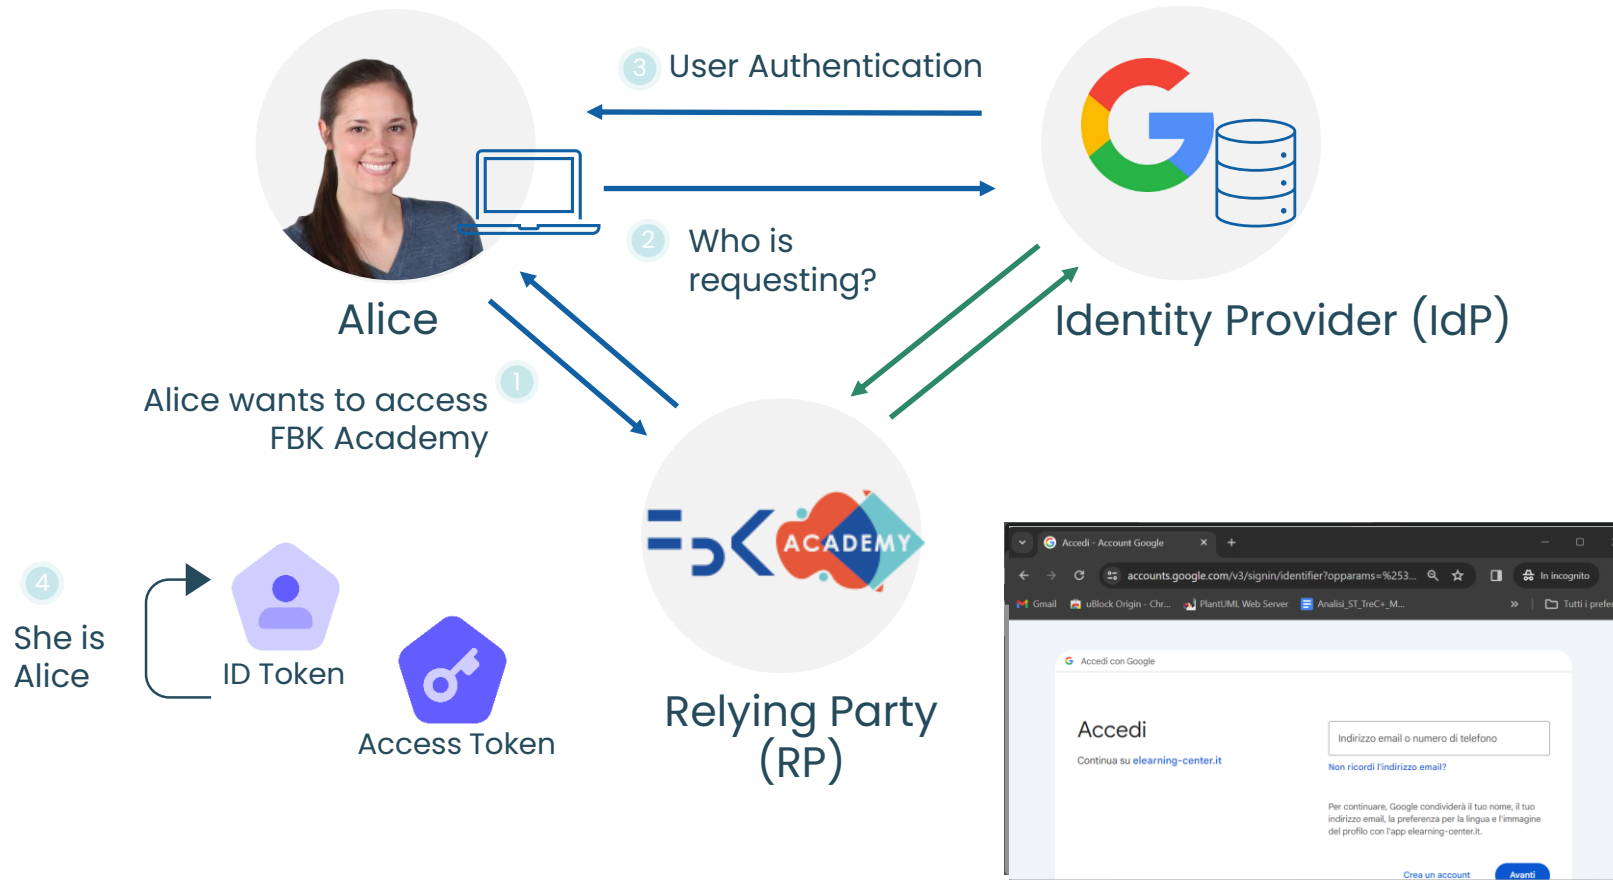 3 User Authentication
2 Who is
requesting?
Alice
Identity Provider (IdP)
1
Alice wants to access
FBK Academy
FBK ACADEMY
Relying Party
(RP)
4
She is
Alice
ID Token
Access Token
Accedi - Account Google
accounts.google.com/v3/signin/identifier?opparams=%253...
In incognito
Gmail
uBlock Origin - Chr...
PlantUML Web Server
Analisi_ST_TreC+_M...
Tutti i prefer
G Accedi con Google
Accedi
Continua su elearning-center.it
Indirizzo email o numero di telefono
Non ricordi l'indirizzo email?
Per continuare, Google condividerà il tuo nome, il tuo
indirizzo email, la preferenza per la lingua e l'immagine
del profilo con l'app elearning-center.it.
Crea un account
Avanti